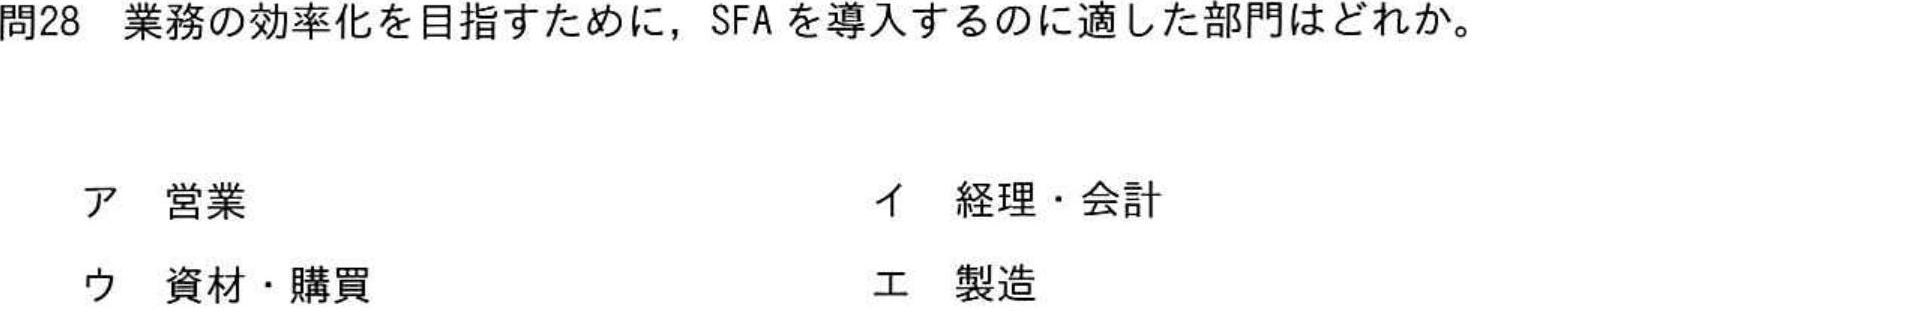 問28　業務の効率化を目指すために，SFA を導入するのに適した部門はどれか。
ア　営業　イ　経理・会計
ウ　資材・購買　エ　製造